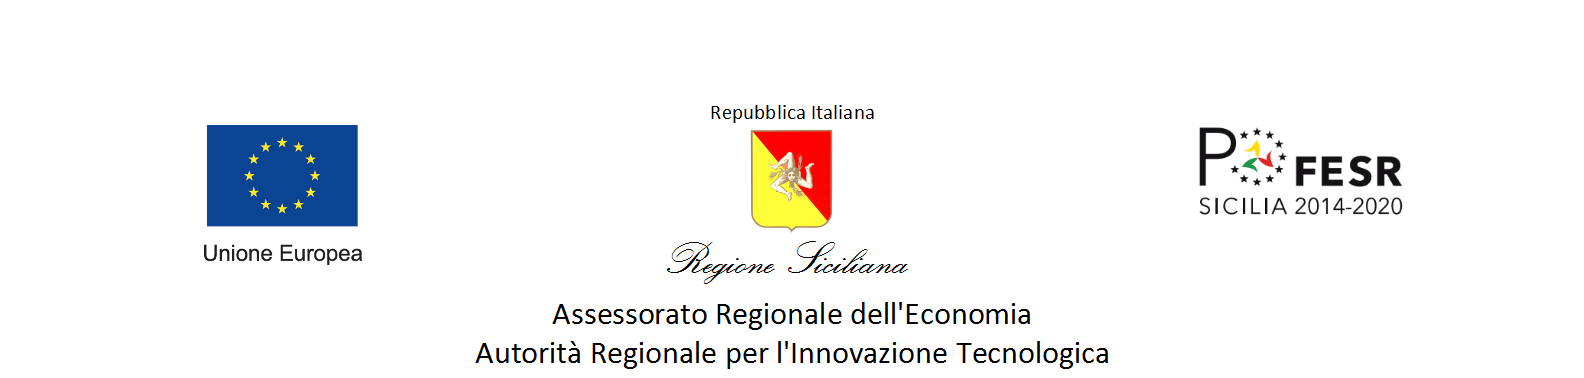 Repubblica Italiana
Unione Europea
Regione Siciliana
PO FESR
SICILIA 2014-2020
Assessorato Regionale dell'Economia
Autorità Regionale per l'Innovazione Tecnologica